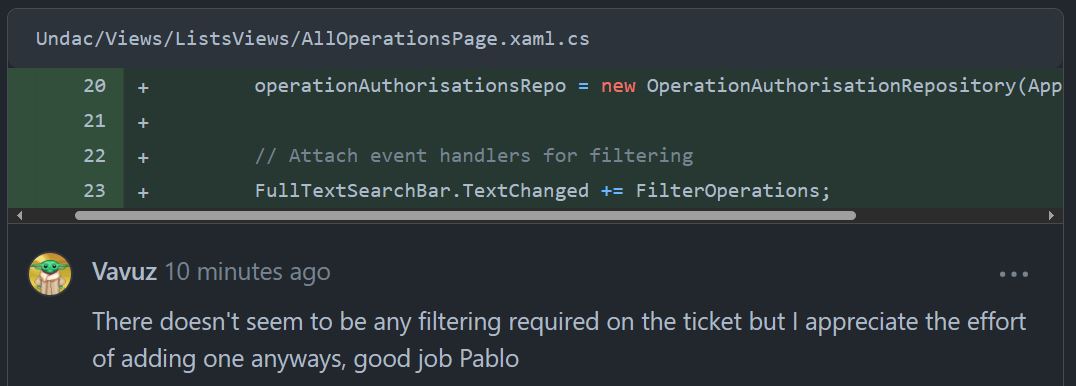 Undac/Views/ListsViews/AllOperationsPage.xaml.cs
20 + operationAuthorisationsRepo = new OperationAuthorisationRepository(App
21 +
22 + // Attach event handlers for filtering
23 + FullTextSearchBar.TextChanged += FilterOperations;
Vavuz 10 minutes ago
There doesn't seem to be any filtering required on the ticket but I appreciate the effort
of adding one anyways, good job Pablo